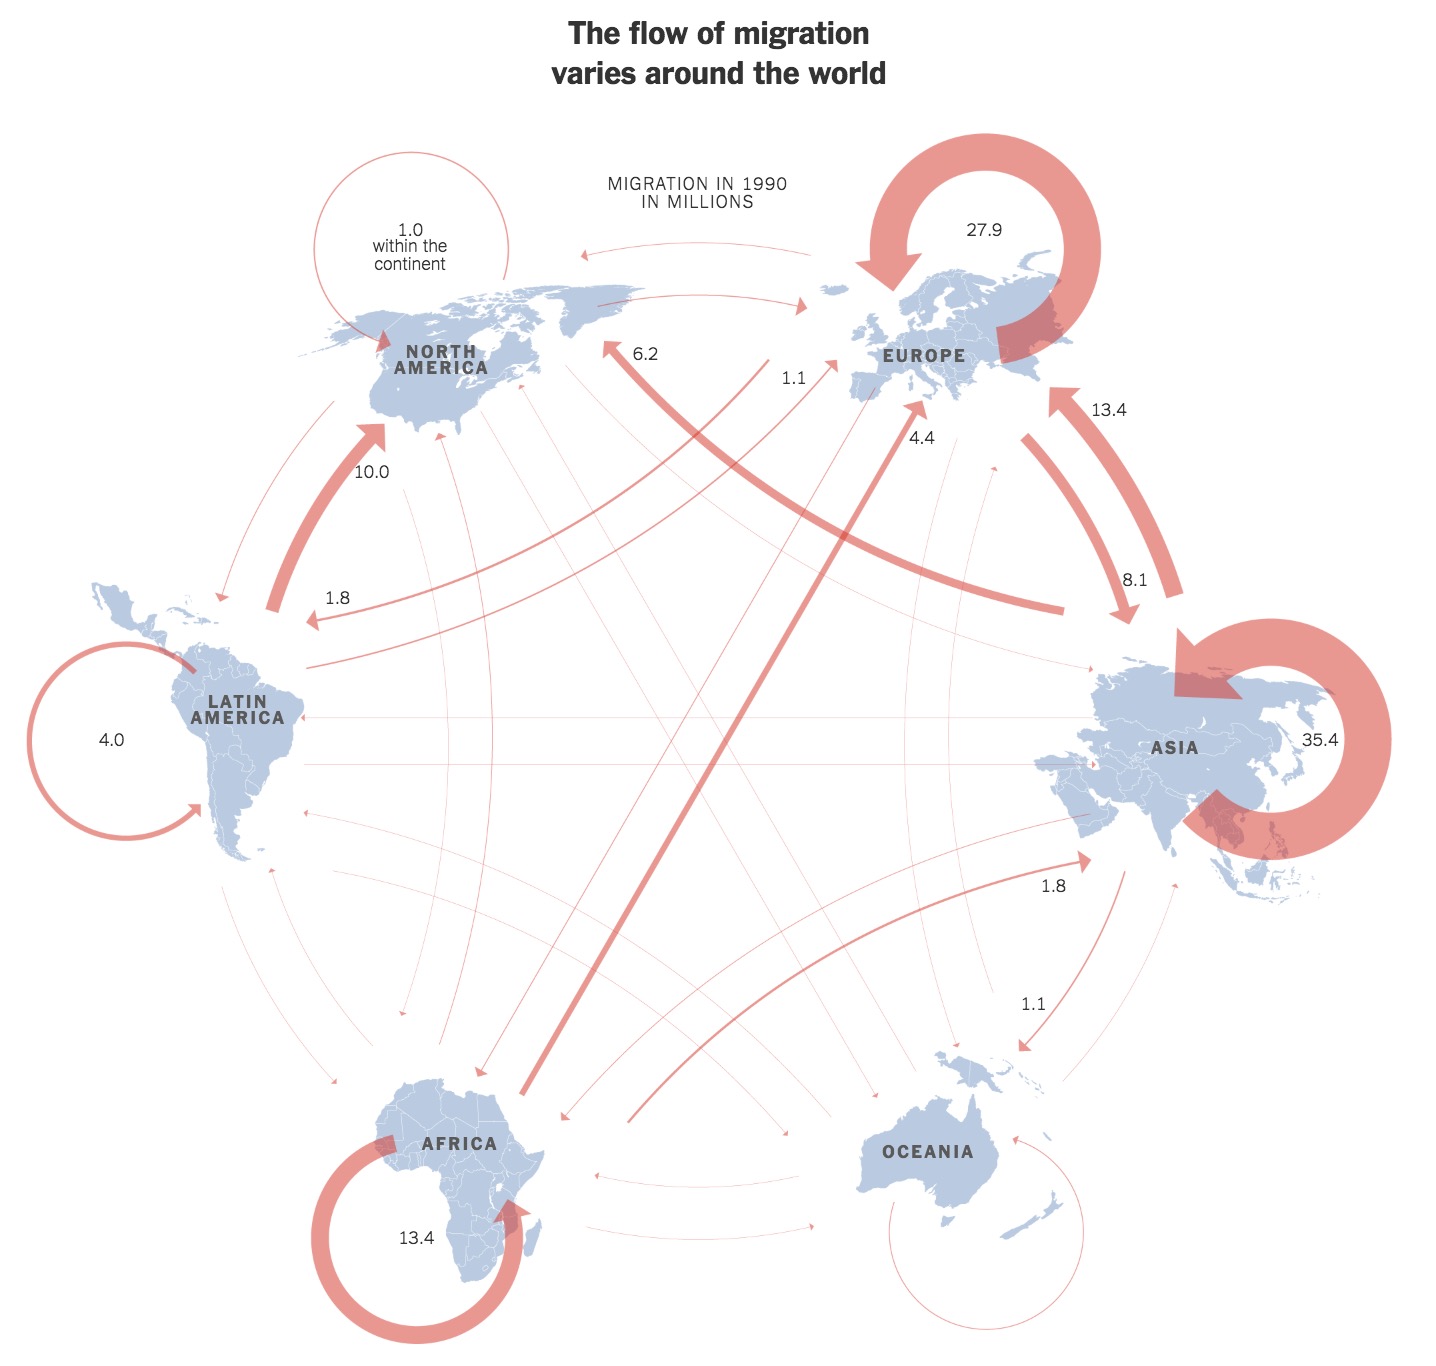 The flow of migration
varies around the world
MIGRATION IN 1990
IN MILLIONS
1.0
within the
continent
27.9
NORTH
AMERICA
EUROPE
6.2
1.1
13.4
4.4
10.0
8.1
1.8
LATIN
AMERICA
4.0
ASIA
35.4
1.8
1.1
AFRICA
OCEANIA
13.4